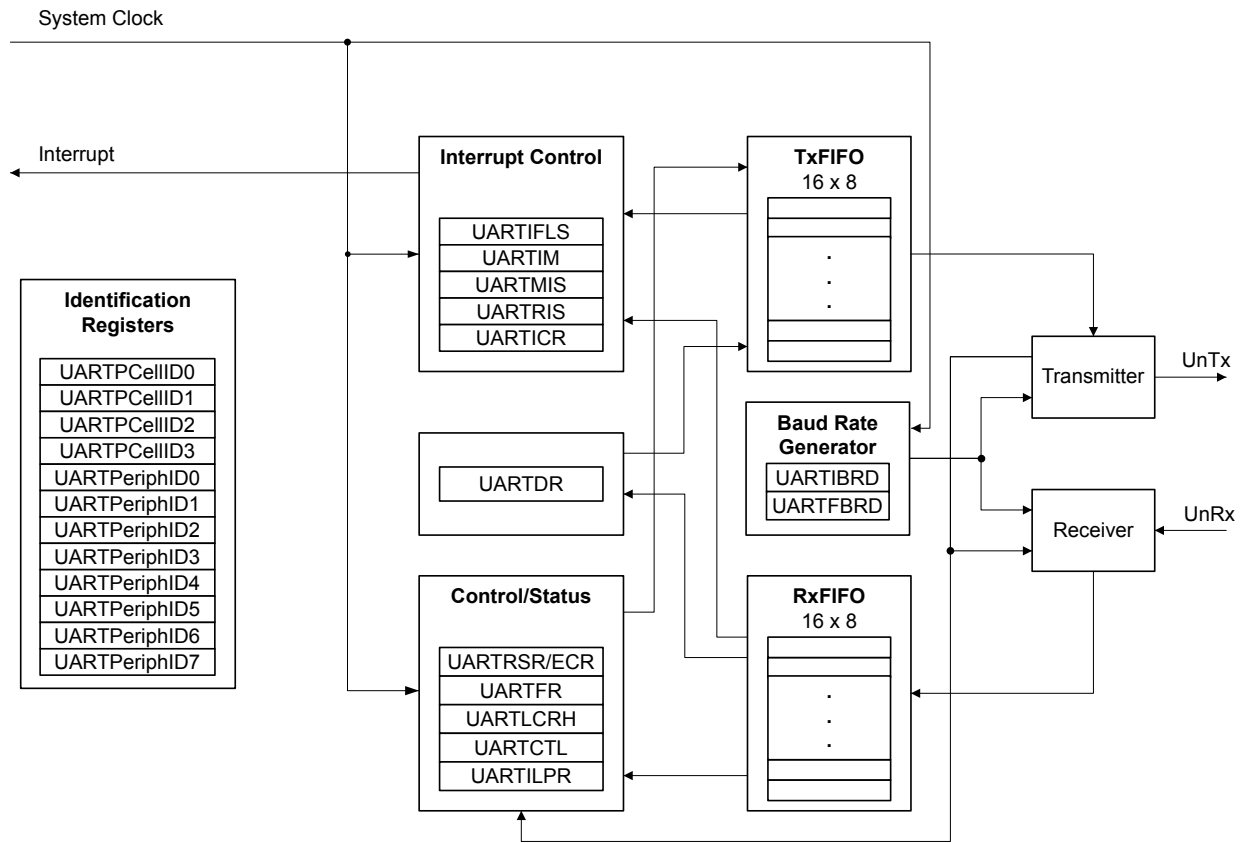 System Clock
Interrupt
Interrupt Control
UARTIFLS
UARTIM
UARTMIS
UARTRIS
UARTICR
TxFIFO
16 x 8
.
.
.
Identification
Registers
UARTPCellID0
UARTPCellID1
UARTPCellID2
UARTPCellID3
UARTPeriphID0
UARTPeriphID1
UARTPeriphID2
UARTPeriphID3
UARTPeriphID4
UARTPeriphID5
UARTPeriphID6
UARTPeriphID7
UARTDR
Baud Rate
Generator
UARTIBRD
UARTFBRD
Transmitter
UnTx
Receiver
UnRx
Control/Status
UARTRSR/ECR
UARTFR
UARTLCRH
UARTCTL
UARTILPR
RxFIFO
16 x 8
.
.
.